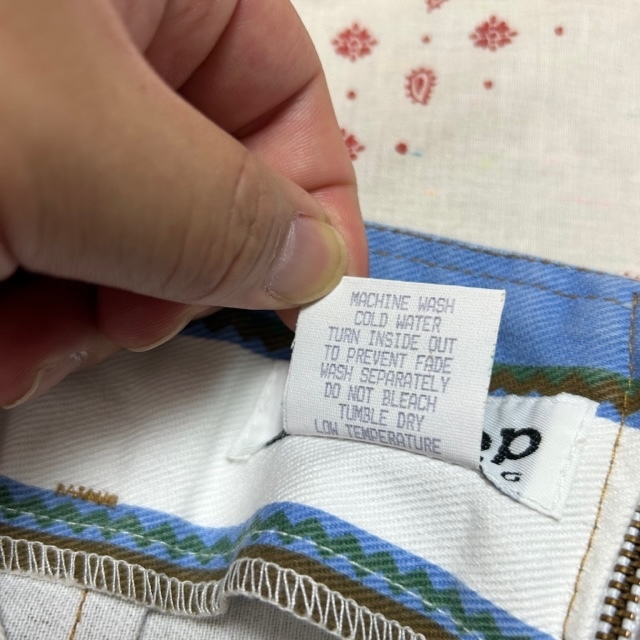 MACHINE WASH
COLD WATER
TURN INSIDE OUT
TO PREVENT FADE
WASH SEPARATELY
DO NOT BLEACH
TUMBLE DRY
LOW TEMPERATURE